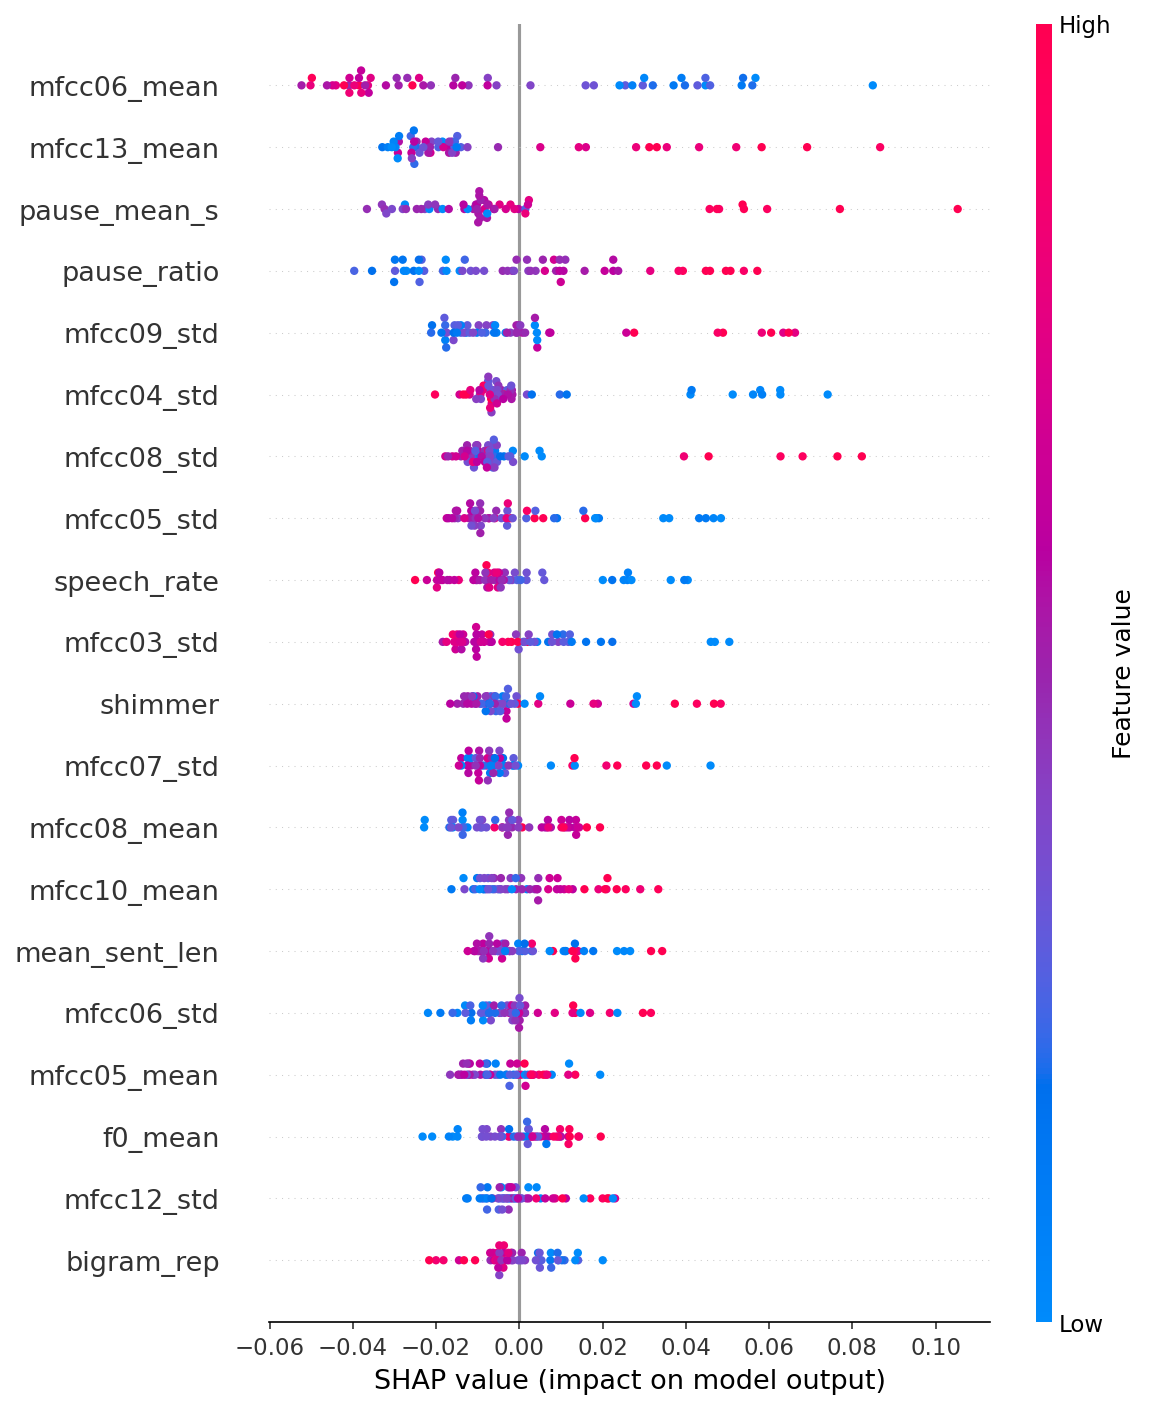 High
mfcc06_mean
mfcc13_mean
pause_mean_s
pause_ratio
mfcc09_std
mfcc04_std
mfcc08_std
mfcc05_std
speech_rate
mfcc03_std
shimmer
mfcc07_std
mfcc08_mean
mfcc10_mean
mean_sent_len
mfcc06_std
mfcc05_mean
f0_mean
mfcc12_std
bigram_rep
Feature value
Low
−0.06 −0.04 −0.02 0.00 0.02 0.04 0.06 0.08 0.10
SHAP value (impact on model output)